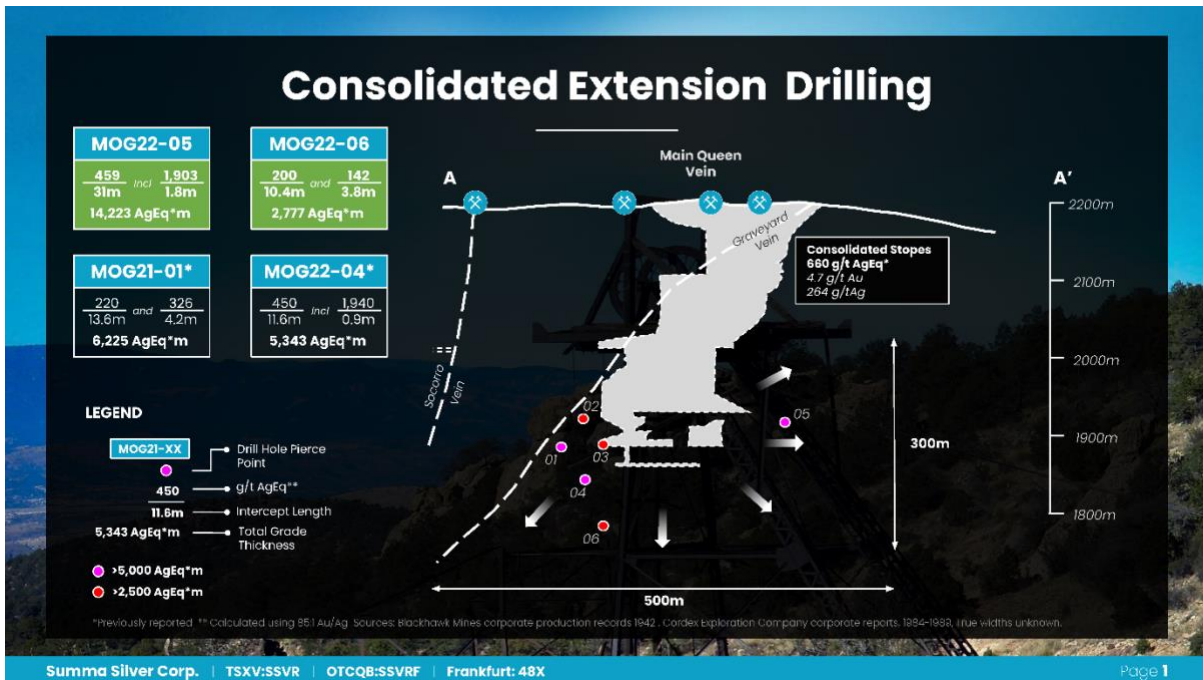 Consolidated Extension Drilling
MOG22-05
459 Incl 1,903
31m 1.8m
14,223 AgEq*m
MOG22-06
200 and 142
10.4m 3.8m
2,777 AgEq*m
MOG21-01*
220 and 326
13.6m 4.2m
6,225 AgEq*m
MOG22-04*
450 Incl 1,940
11.6m 0.9m
5,343 AgEq*m
LEGEND
MOG21-XX
Drill Hole Pierce
Point
450
g/t AgEq**
11.6m
Intercept Length
5,343 AgEq*m
Total Grade
Thickness
>5,000 AgEq*m
>2,500 AgEq*m
Main Queen
Vein
A
A'
Graveyard
Vein
Socorro
Vein
Consolidated Stopes
660 g/t AgEq*
4.7 g/t Au
264 g/tAg
02
01
03
04
05
06
300m
500m
2200m
2100m
2000m
1900m
1800m
*Previously reported ** Calculated using 85:1 Au/Ag Sources: Blackhawk Mines corporate production records 1942 . Cordex Exploration Company corporate reports, 1984-1989, True widths unknown.
Summa Silver Corp. | TSXV:SSVR | OTCQB:SSVRF | Frankfurt: 48X
Page 1